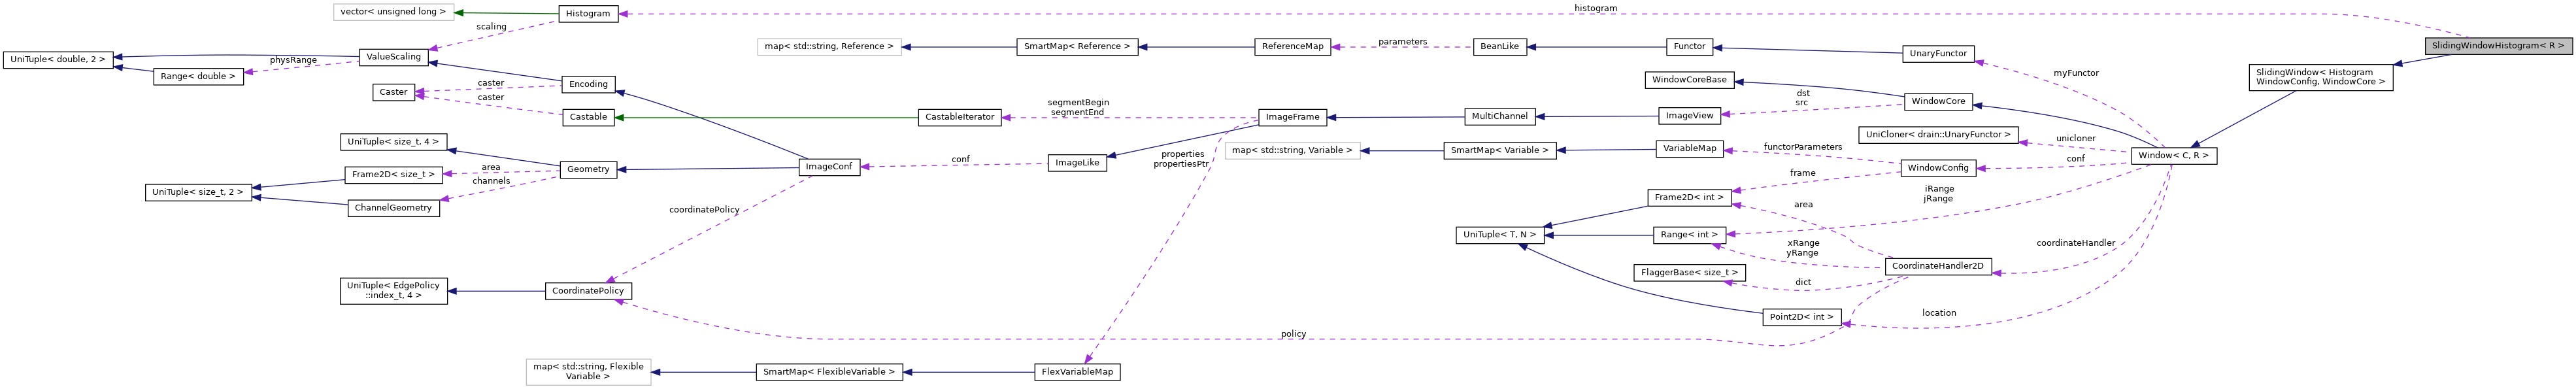 vector< unsigned long >
Histogram
histogram
scaling
SlidingWindowHistogram< R >
UniTuple< double, 2 >
ValueScaling
physRange
Range< double >
map< std::string, Reference >
SmartMap< Reference >
ReferenceMap
parameters
BeanLike
Functor
UnaryFunctor
myFunctor
SlidingWindow< Histogram
WindowConfig, WindowCore >
Encoding
caster
caster
Caster
Castable
CastableIterator
segmentBegin
segmentEnd
ImageFrame
MultiChannel
ImageView
dst
src
WindowCoreBase
WindowCore
UniCloner< drain::UnaryFunctor >
unicloner
Window< C, R >
UniTuple< size_t, 4 >
Frame2D< size_t >
area
channels
Geometry
ImageConf
conf
ImageLike
properties
propertiesPtr
map< std::string, Variable >
SmartMap< Variable >
VariableMap
functorParameters
conf
WindowConfig
UniTuple< size_t, 2 >
ChannelGeometry
coordinatePolicy
frame
Frame2D< int >
iRange
jRange
area
UniTuple< T, N >
Range< int >
xRange
yRange
coordinateHandler
CoordinateHandler2D
FlaggerBase< size_t >
dict
UniTuple< EdgePolicy
::index_t, 4 >
CoordinatePolicy
Point2D< int >
location
policy
map< std::string, Flexible
Variable >
SmartMap< FlexibleVariable >
FlexVariableMap